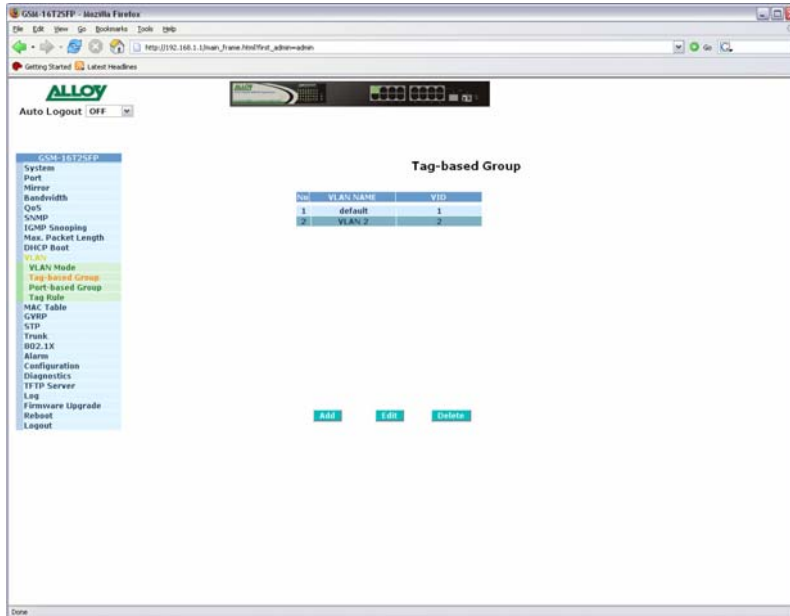 GSM-16T2SFP - Mozilla Firefox
File Edit View Go Bookmarks Tools Help
http://192.168.1.1/main_frame.html?first_admin=admin
Go
Getting Started Latest Headlines
ALLOY
Auto Logout OFF
GSM-16T2SFP
System
Port
Mirror
Bandwidth
QoS
SNMP
IGMP Snooping
Max. Packet Length
DHCP Boot
VLAN
VLAN Mode
Tag-based Group
Port-based Group
Tag Rule
MAC Table
GVRP
STP
Trunk
802.1X
Alarm
Configuration
Diagnostics
TFTP Server
Log
Firmware Upgrade
Reboot
Logout
Tag-based Group
No VLAN NAME VID
1 default 1
2 VLAN 2 2
Add Edit Delete
Done